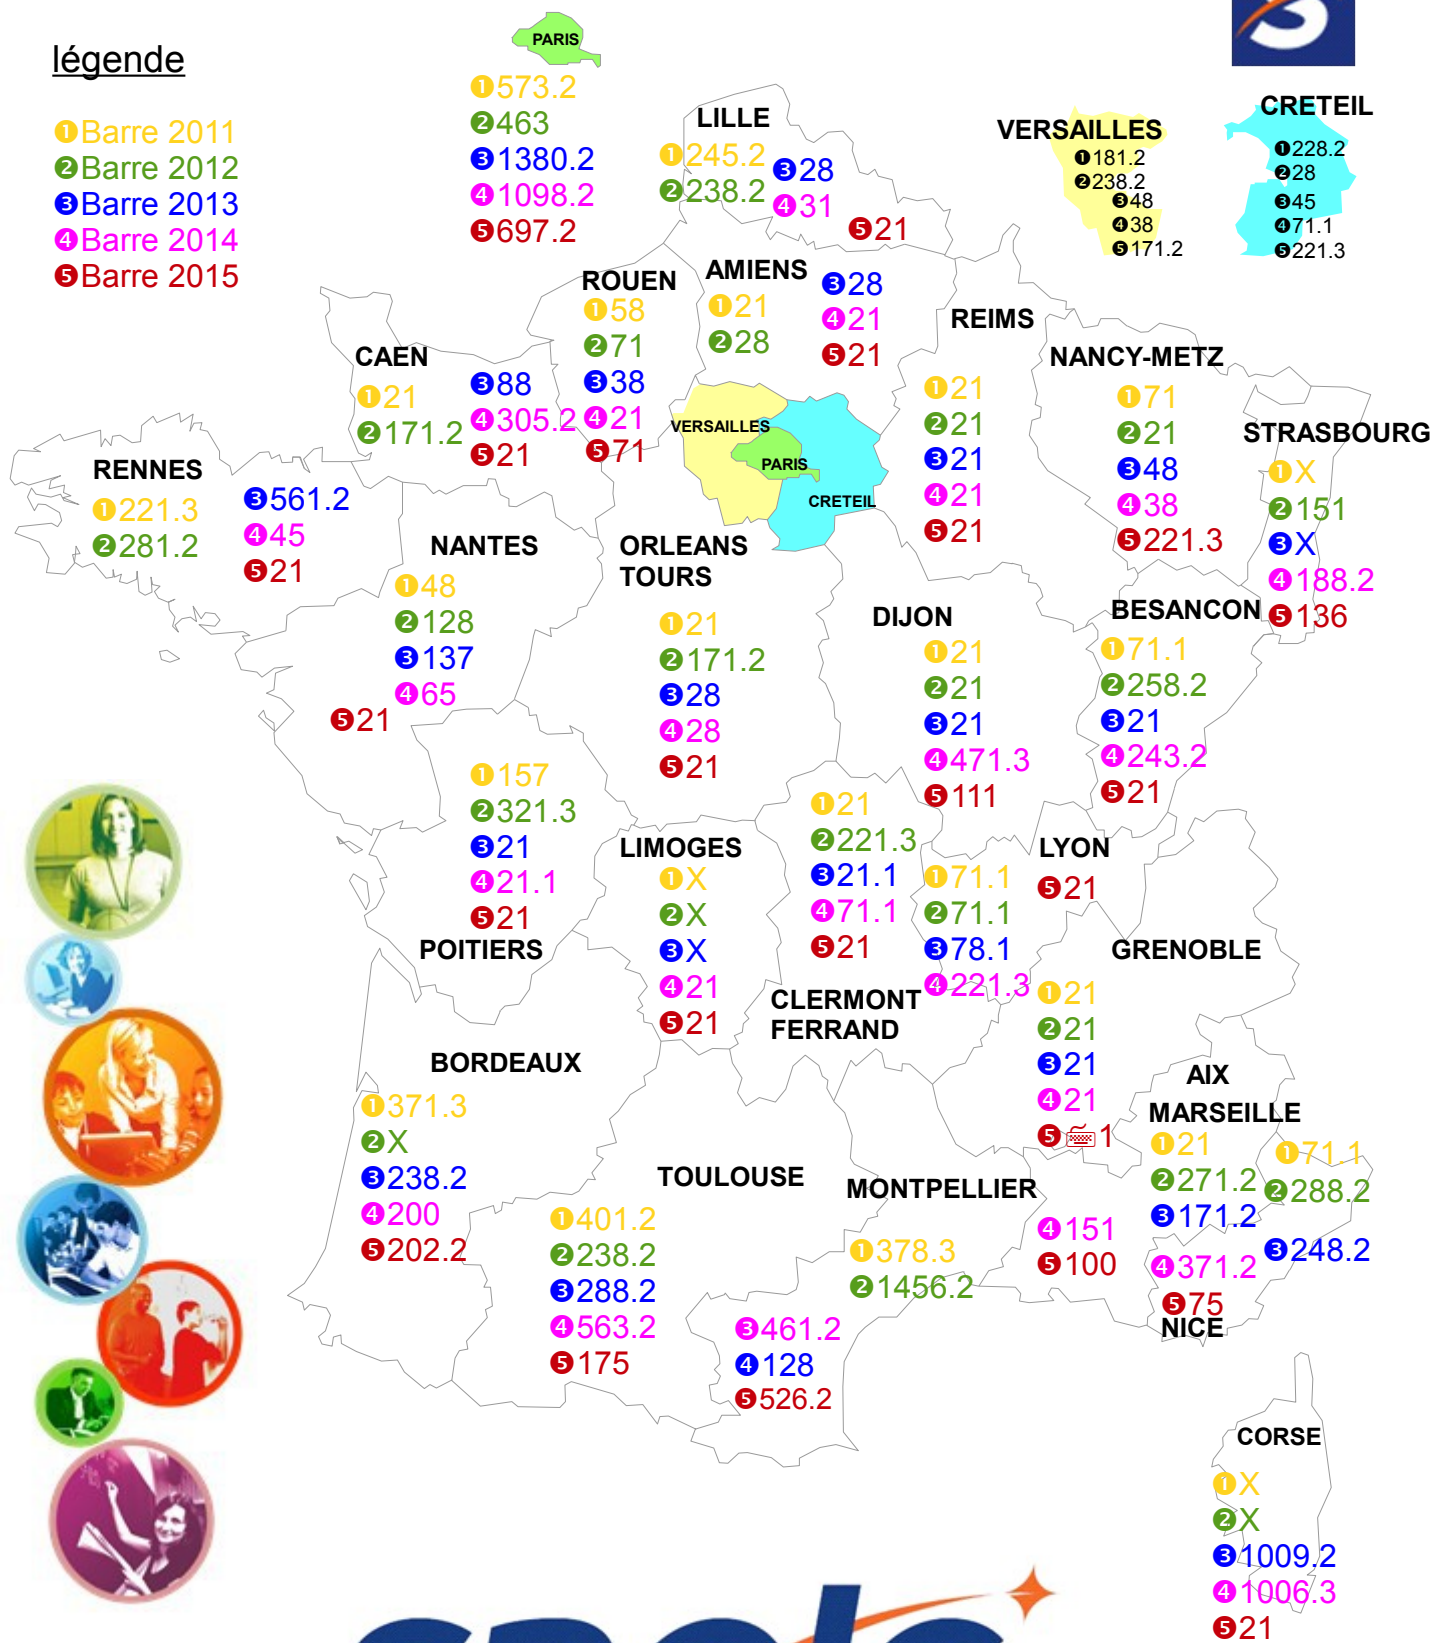 légende
❶Barre 2011
❷Barre 2012
❸Barre 2013
❹Barre 2014
❺Barre 2015
PARIS
❶573.2
❷463
❸1380.2
❹1098.2
❺697.2
LILLE
❶245.2
❷238.2
❸28
❹31
❺21
VERSAILLES
❶181.2
❷238.2
❸48
❹38
❺171.2
CRETEIL
❶228.2
❷28
❸45
❹71.1
❺221.3
ROUEN
❶58
❷71
❸38
❹21
❺71
AMIENS
❶21
❷28
❸28
❹21
❺21
REIMS
❶21
❷21
❸21
❹21
❺21
NANCY-METZ
❶71
❷21
❸48
❹38
❺221.3
STRASBOURG
❶X
❷151
❸X
❹188.2
❺136
CAEN
❶21
❷171.2
❸88
❹305.2
❺21
VERSAILLES
PARIS
CRETEIL
RENNES
❶221.3
❷281.2
❸561.2
❹45
❺21
NANTES
❶48
❷128
❸137
❹65
❺21
ORLEANS
TOURS
❶21
❷171.2
❸28
❹28
❺21
DIJON
❶21
❷21
❸21
❹471.3
❺111
BESANCON
❶71.1
❷258.2
❸21
❹243.2
❺21
❶157
❷321.3
❸21
❹21.1
❺21
POITIERS
LIMOGES
❶X
❷X
❸X
❹21
❺21
❶21
❷221.3
❸21.1
❹71.1
❺21
CLERMONT
FERRAND
LYON
❶71.1
❷71.1
❸78.1
❹221.3
❺21
GRENOBLE
❶21
❷21
❸21
❹21
❺⌨1
BORDEAUX
❶371.3
❷X
❸238.2
❹200
❺202.2
TOULOUSE
❶401.2
❷238.2
❸288.2
❹563.2
❺175
MONTPELLIER
❶378.3
❷1456.2
❸461.2
❹128
❺526.2
AIX
MARSEILLE
❶21
❷271.2
❸171.2
❹151
❺100
❶71.1
❷288.2
❸248.2
❹371.2
❺75
NICE
CORSE
❶X
❷X
❸1009.2
❹1006.3
❺21